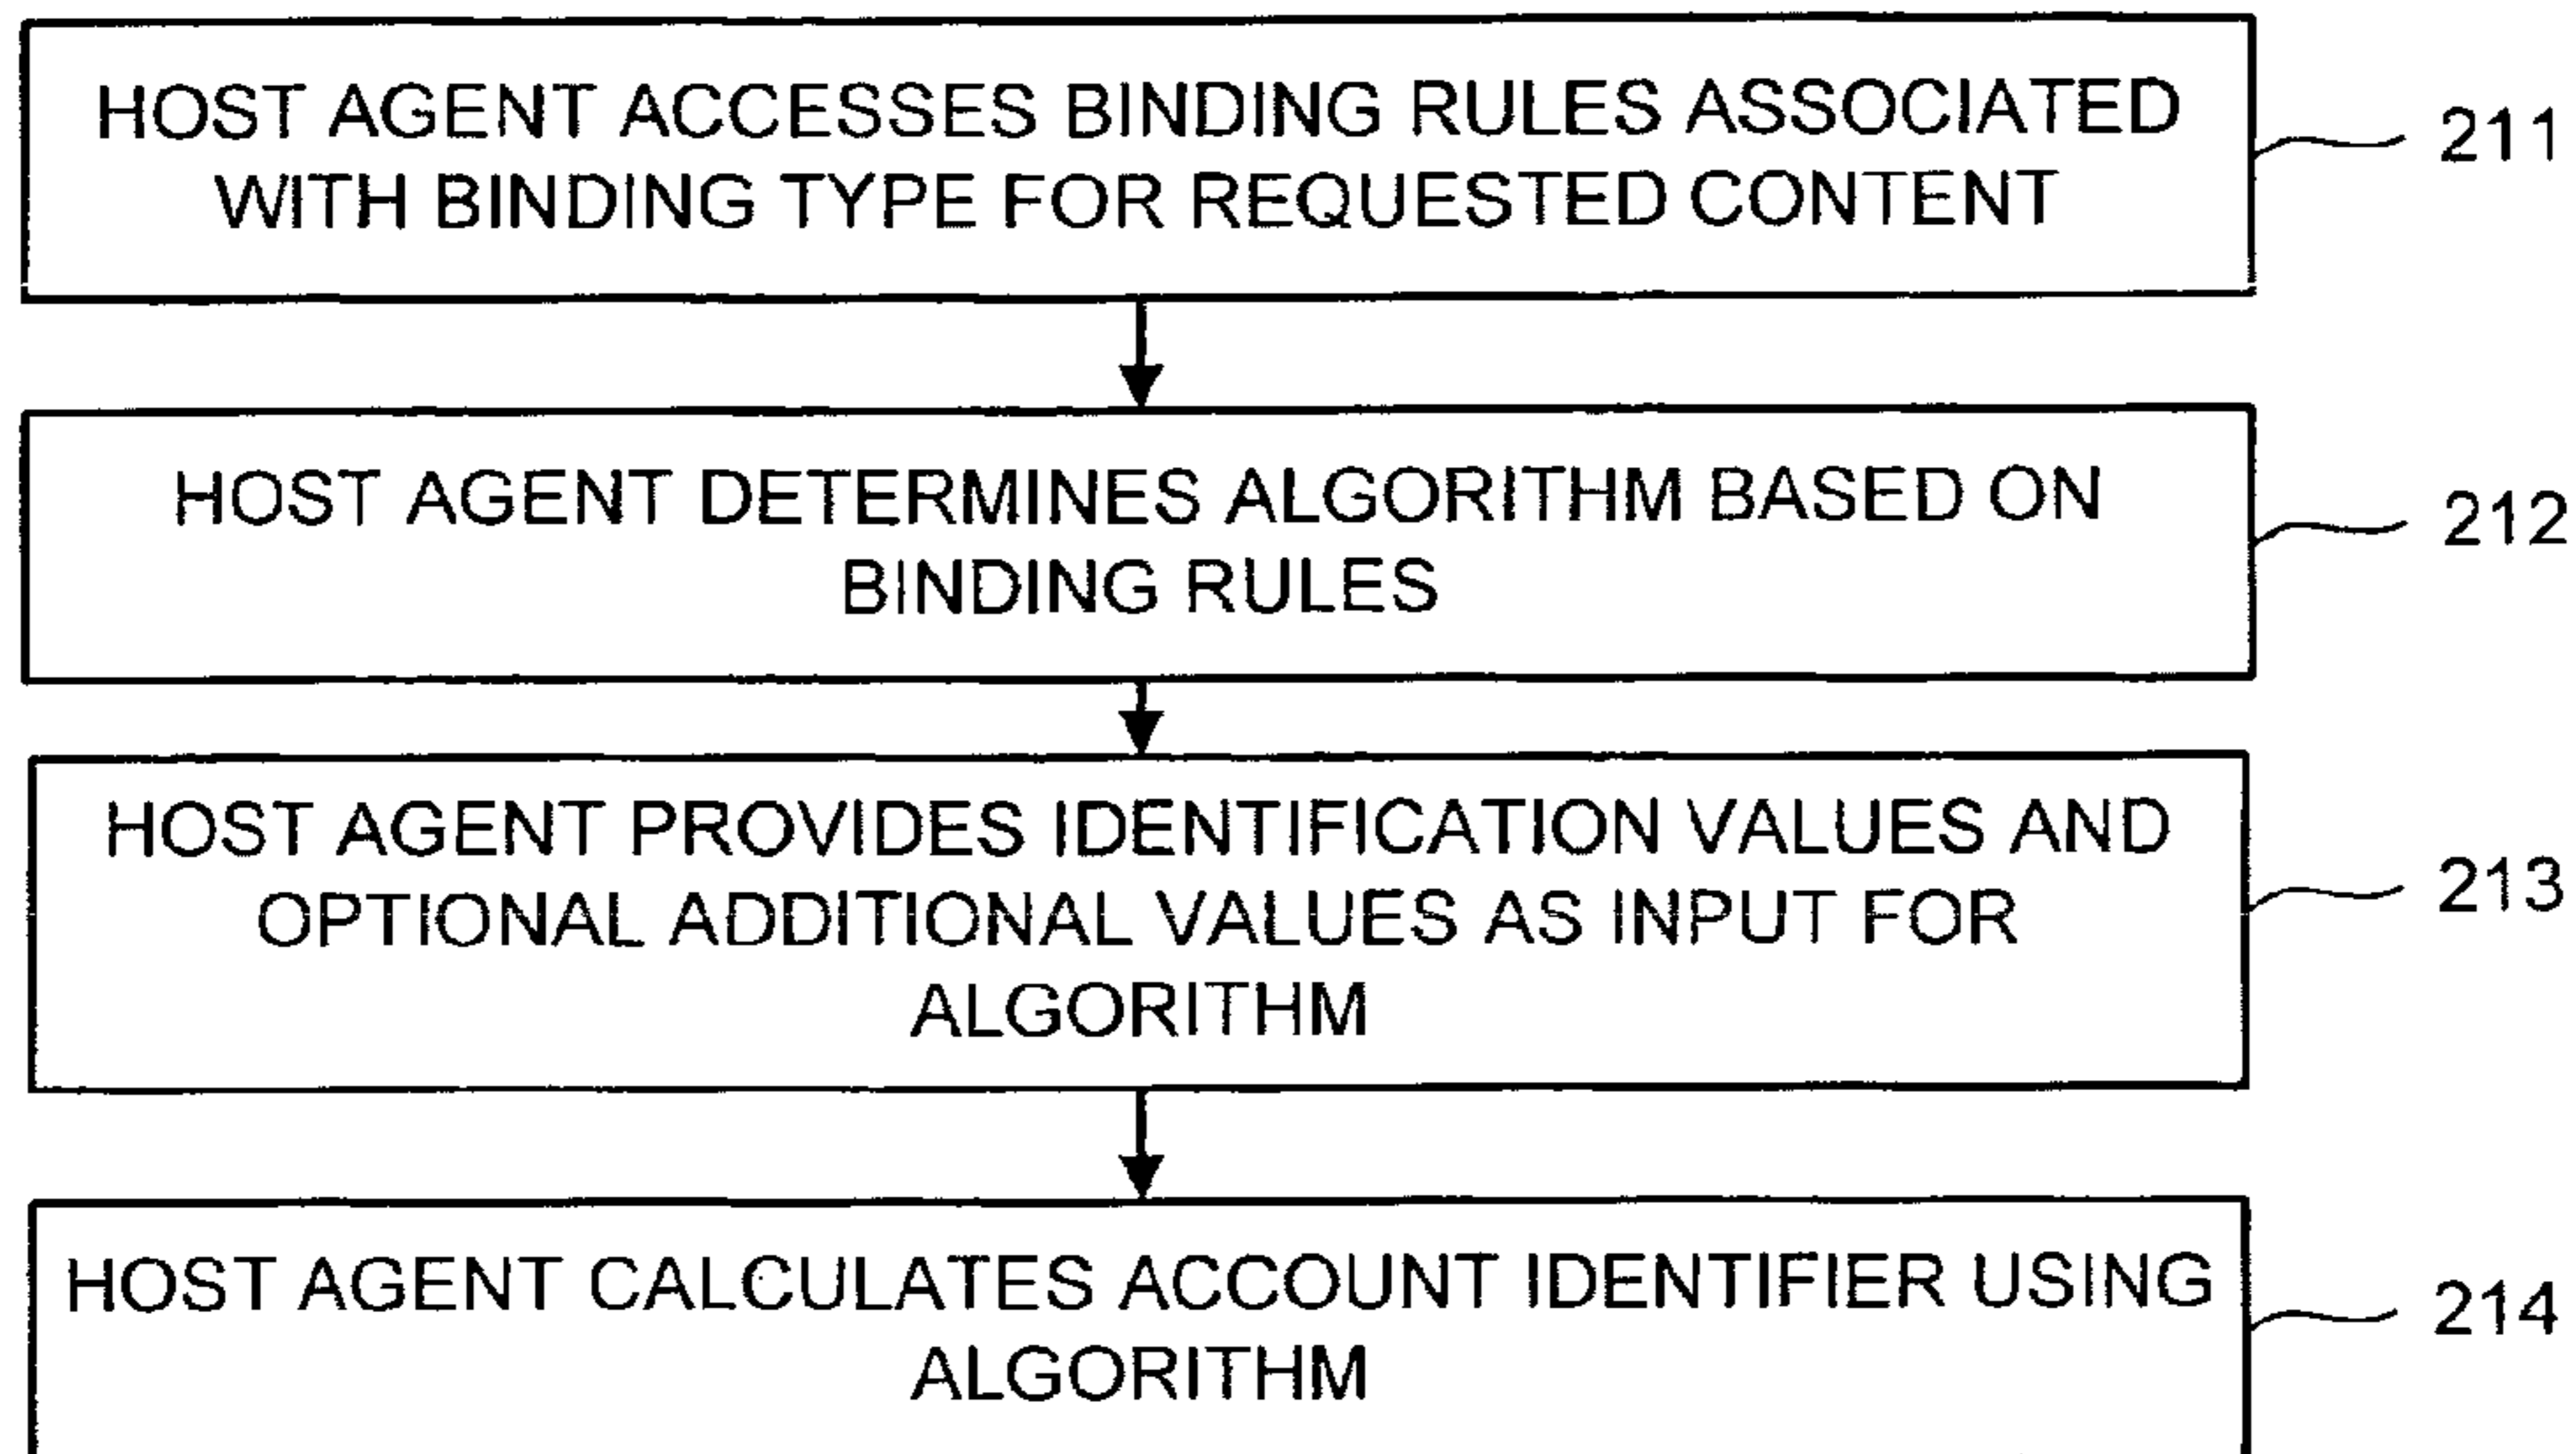 HOST AGENT ACCESSES BINDING RULES ASSOCIATED
WITH BINDING TYPE FOR REQUESTED CONTENT
211
HOST AGENT DETERMINES ALGORITHM BASED ON
BINDING RULES
212
HOST AGENT PROVIDES IDENTIFICATION VALUES AND
OPTIONAL ADDITIONAL VALUES AS INPUT FOR
ALGORITHM
213
HOST AGENT CALCULATES ACCOUNT IDENTIFIER USING
ALGORITHM
214